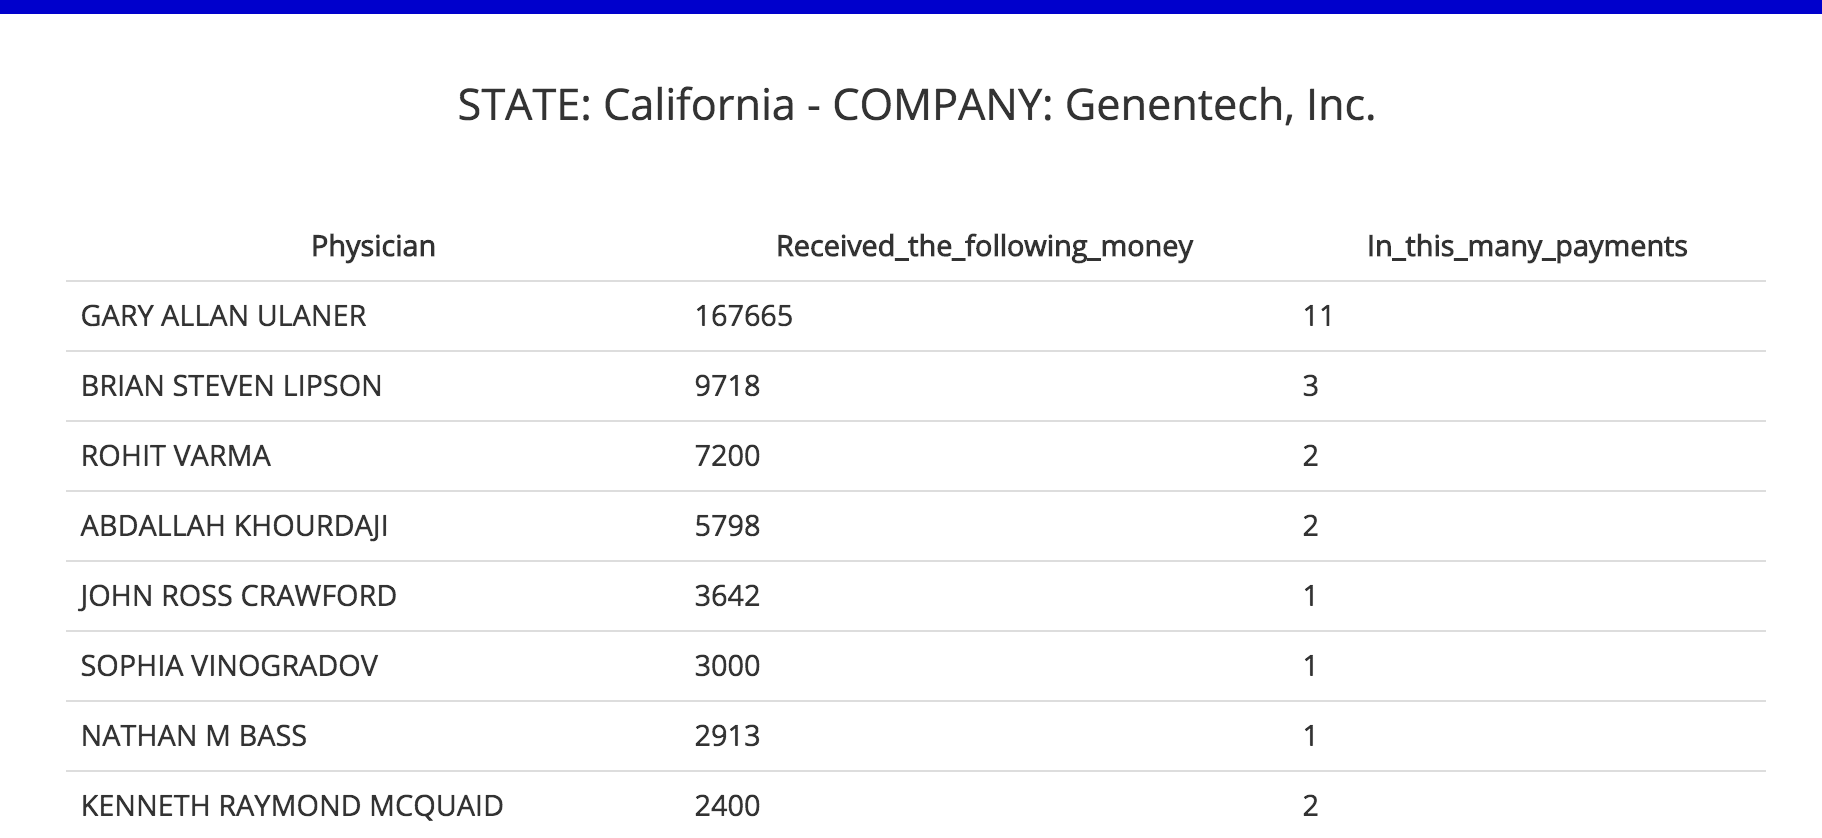 STATE: California - COMPANY: Genentech, Inc.
Physician Received_the_following_money In_this_many_payments
GARY ALLAN ULANER 167665 11
BRIAN STEVEN LIPSON 9718 3
ROHIT VARMA 7200 2
ABDALLAH KHOURDAJI 5798 2
JOHN ROSS CRAWFORD 3642 1
SOPHIA VINOGRADOV 3000 1
NATHAN M BASS 2913 1
KENNETH RAYMOND MCQUAID 2400 2